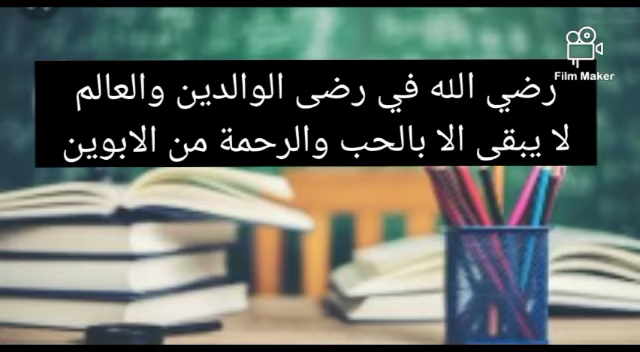 رضي الله في رضى الوالدين والعالم
لا يبقى الا بالحب والرحمة من الابوين
Film Maker